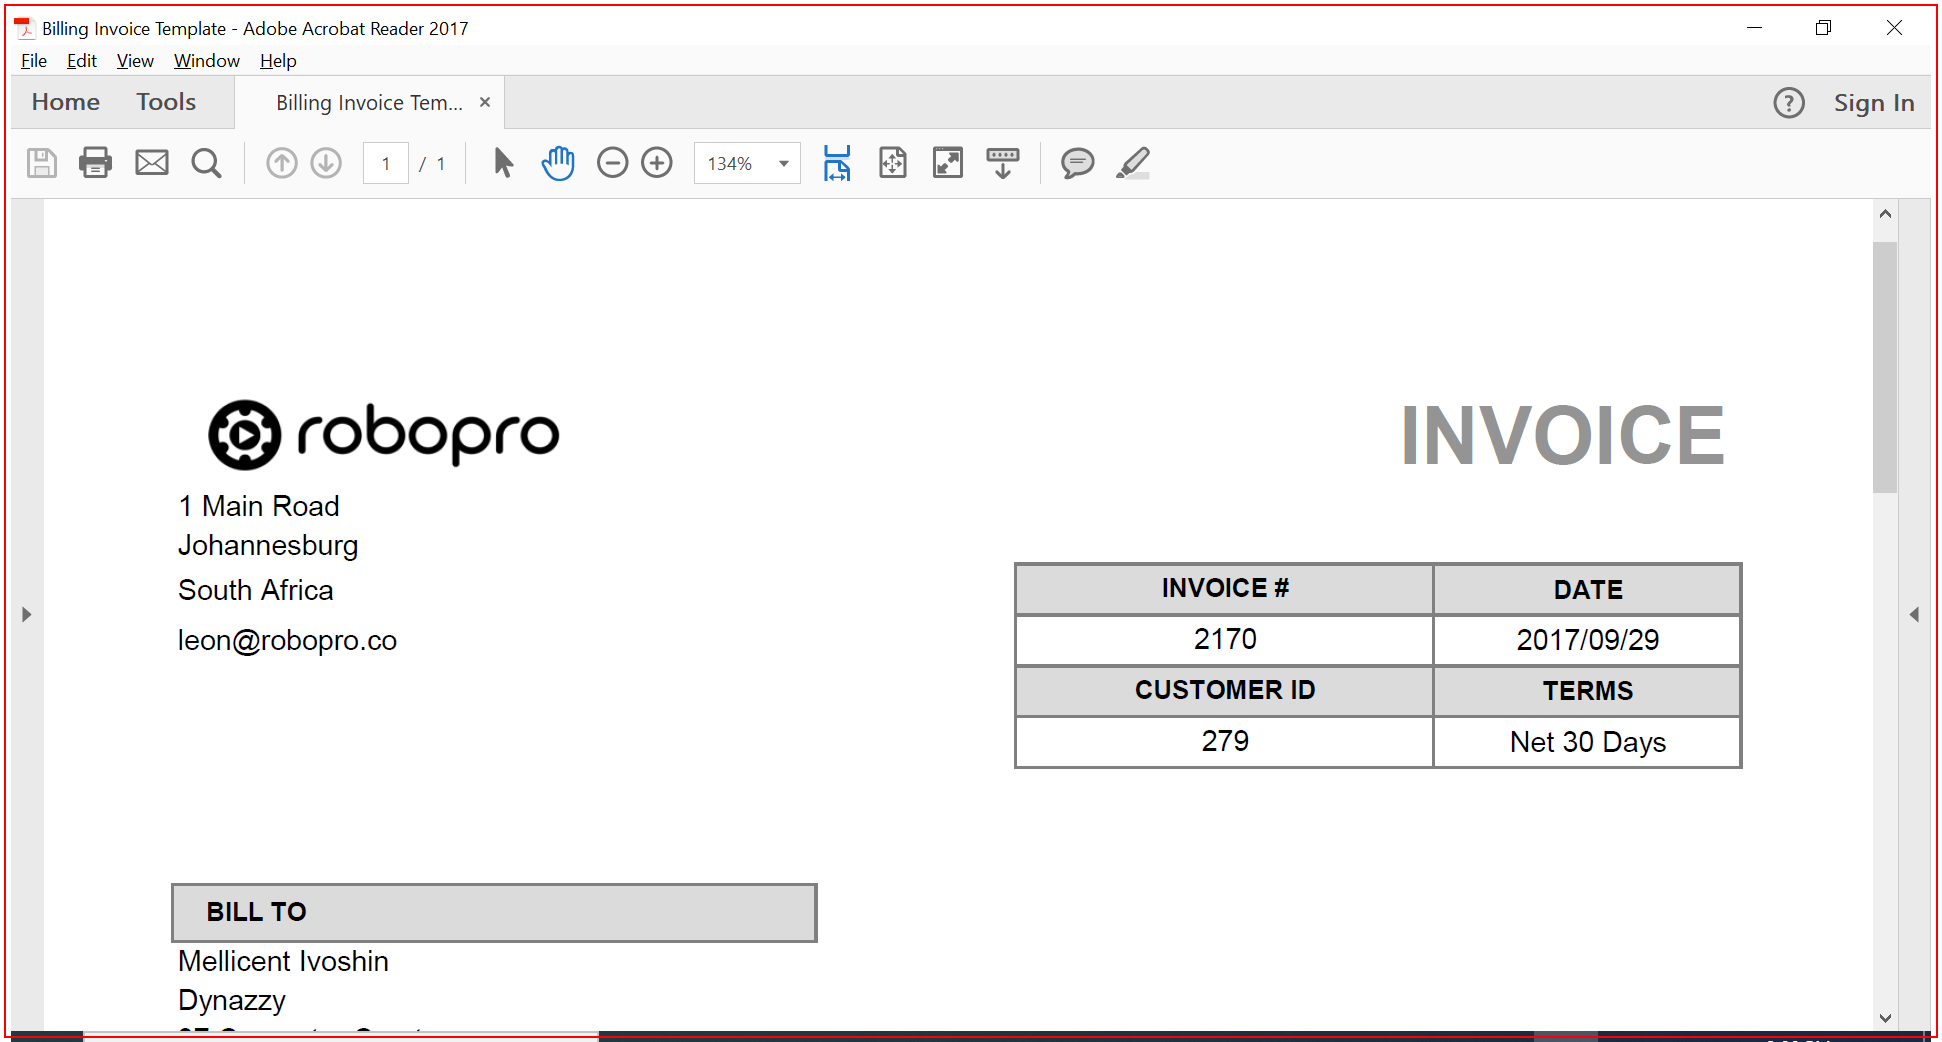 Billing Invoice Template - Adobe Acrobat Reader 2017
File Edit View Window Help
Home Tools Billing Invoice Tem... × ? Sign In
1 / 1 134%
robopro INVOICE
1 Main Road
Johannesburg
South Africa
leon@robopro.co
INVOICE # DATE
2170 2017/09/29
CUSTOMER ID TERMS
279 Net 30 Days
BILL TO
Mellicent Ivoshin
Dynazzy